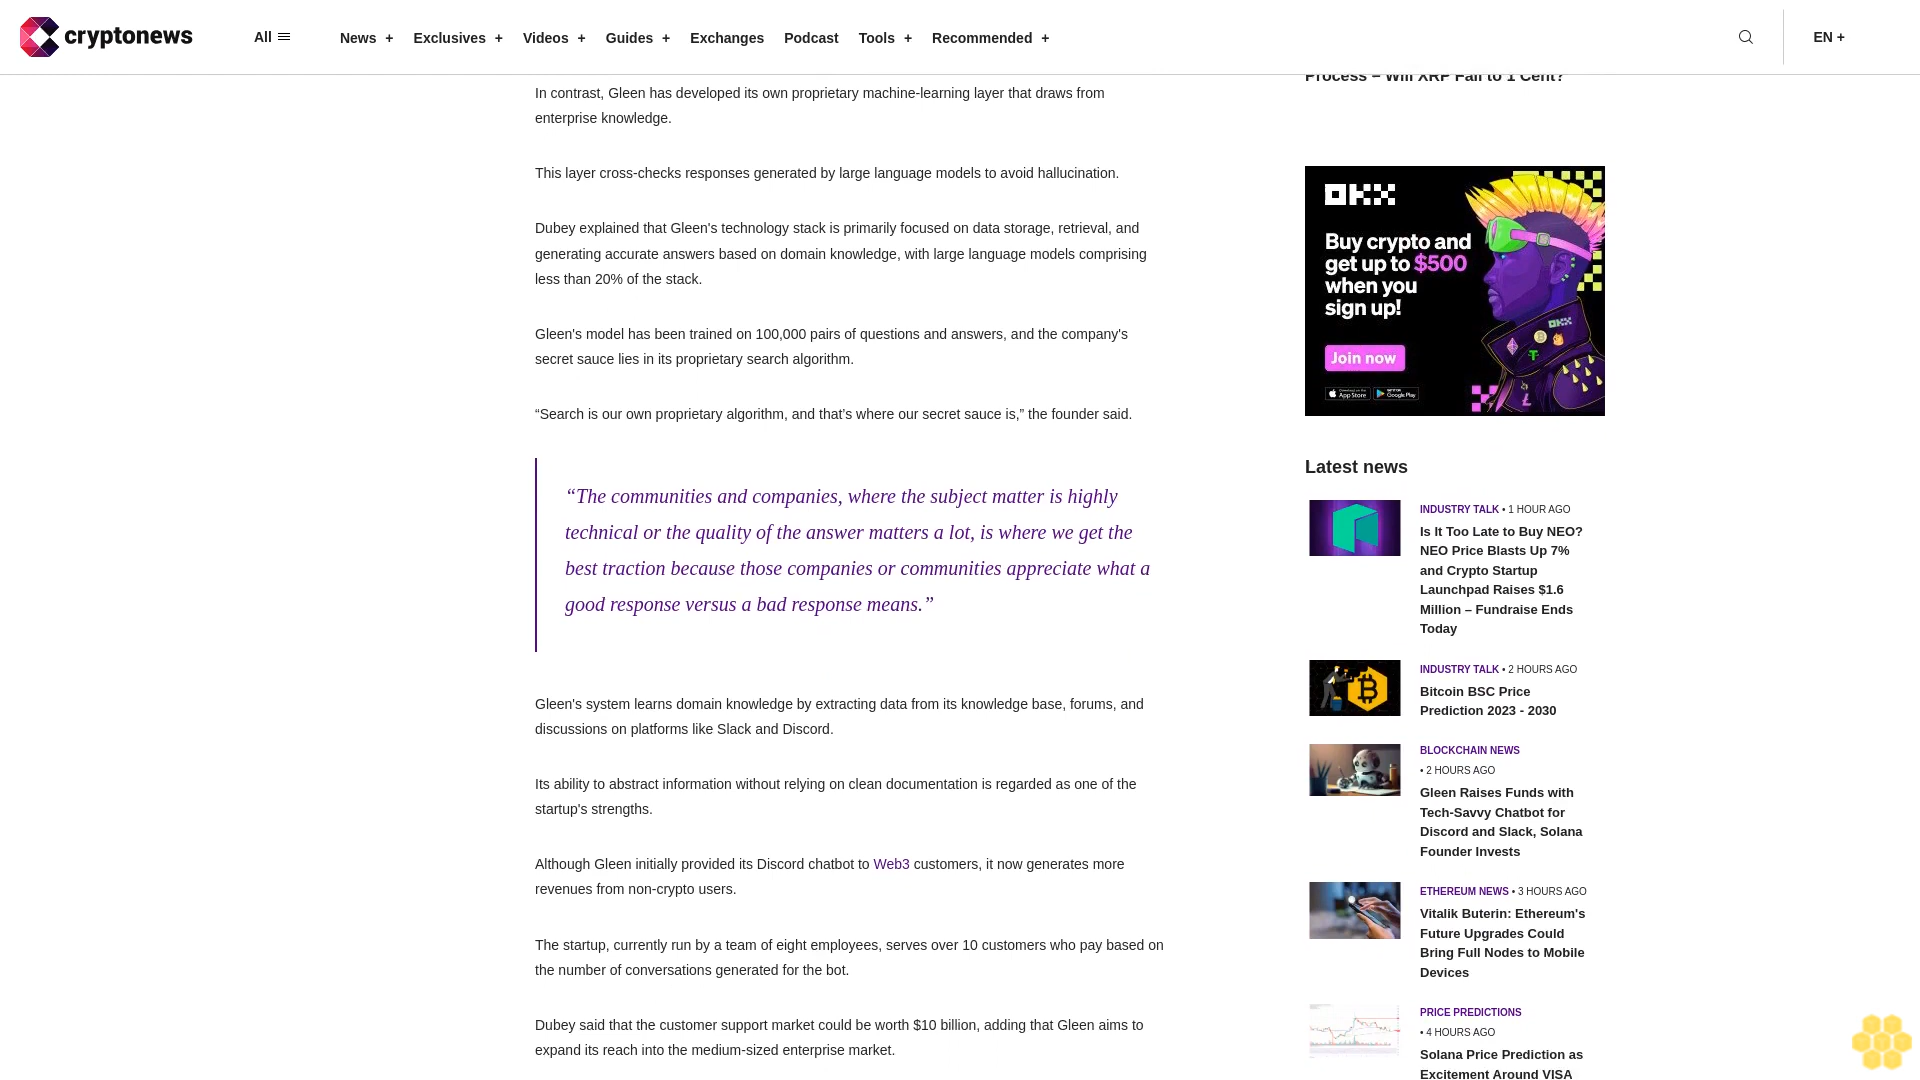 cryptonews
All
News +
Exclusives +
Videos +
Guides +
Exchanges
Podcast
Tools +
Recommended +
EN +
In contrast, Gleen has developed its own proprietary machine-learning layer that draws from
enterprise knowledge.
This layer cross-checks responses generated by large language models to avoid hallucination.
Dubey explained that Gleen's technology stack is primarily focused on data storage, retrieval, and
generating accurate answers based on domain knowledge, with large language models comprising
less than 20% of the stack.
Gleen's model has been trained on 100,000 pairs of questions and answers, and the company's
secret sauce lies in its proprietary search algorithm.
“Search is our own proprietary algorithm, and that’s where our secret sauce is,” the founder said.
“The communities and companies, where the subject matter is highly
technical or the quality of the answer matters a lot, is where we get the
best traction because those companies or communities appreciate what a
good response versus a bad response means.”
Gleen's system learns domain knowledge by extracting data from its knowledge base, forums, and
discussions on platforms like Slack and Discord.
Its ability to abstract information without relying on clean documentation is regarded as one of the
startup's strengths.
Although Gleen initially provided its Discord chatbot to Web3 customers, it now generates more
revenues from non-crypto users.
The startup, currently run by a team of eight employees, serves over 10 customers who pay based on
the number of conversations generated for the bot.
Dubey said that the customer support market could be worth $10 billion, adding that Gleen aims to
expand its reach into the medium-sized enterprise market.
Process – Will XRP Fall to 1 Cent?
OKX
Buy crypto and
get up to $500
when you
sign up!
Join now
App Store
Google Play
Latest news
INDUSTRY TALK • 1 HOUR AGO
Is It Too Late to Buy NEO?
NEO Price Blasts Up 7%
and Crypto Startup
Launchpad Raises $1.6
Million – Fundraise Ends
Today
INDUSTRY TALK • 2 HOURS AGO
Bitcoin BSC Price
Prediction 2023 - 2030
BLOCKCHAIN NEWS
• 2 HOURS AGO
Gleen Raises Funds with
Tech-Savvy Chatbot for
Discord and Slack, Solana
Founder Invests
ETHEREUM NEWS • 3 HOURS AGO
Vitalik Buterin: Ethereum's
Future Upgrades Could
Bring Full Nodes to Mobile
Devices
PRICE PREDICTIONS
• 4 HOURS AGO
Solana Price Prediction as
Excitement Around VISA